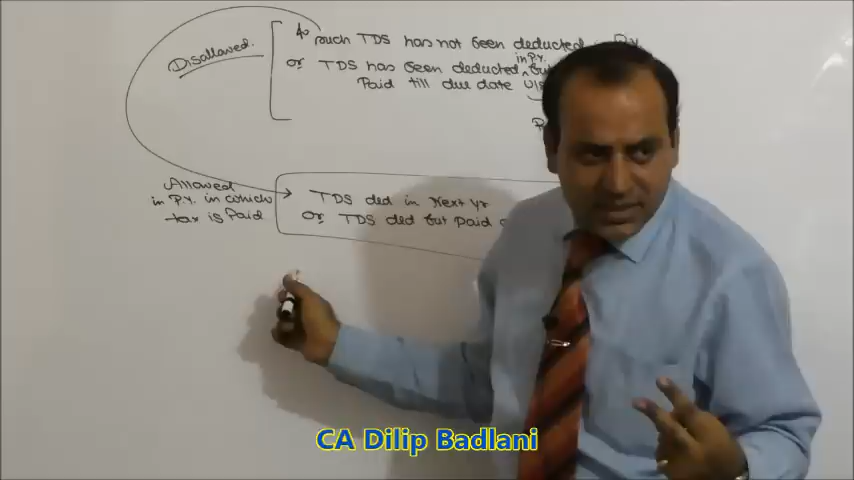 Disallowed.
such TDS has not been deducted in P.Y.
or TDS has been deducted in P.Y. but
Paid till due date U/S
Allowed
in P.Y. in which
tax is Paid
TDS ded in Next Yr
or TDS ded but paid
CA Dilip Badlani